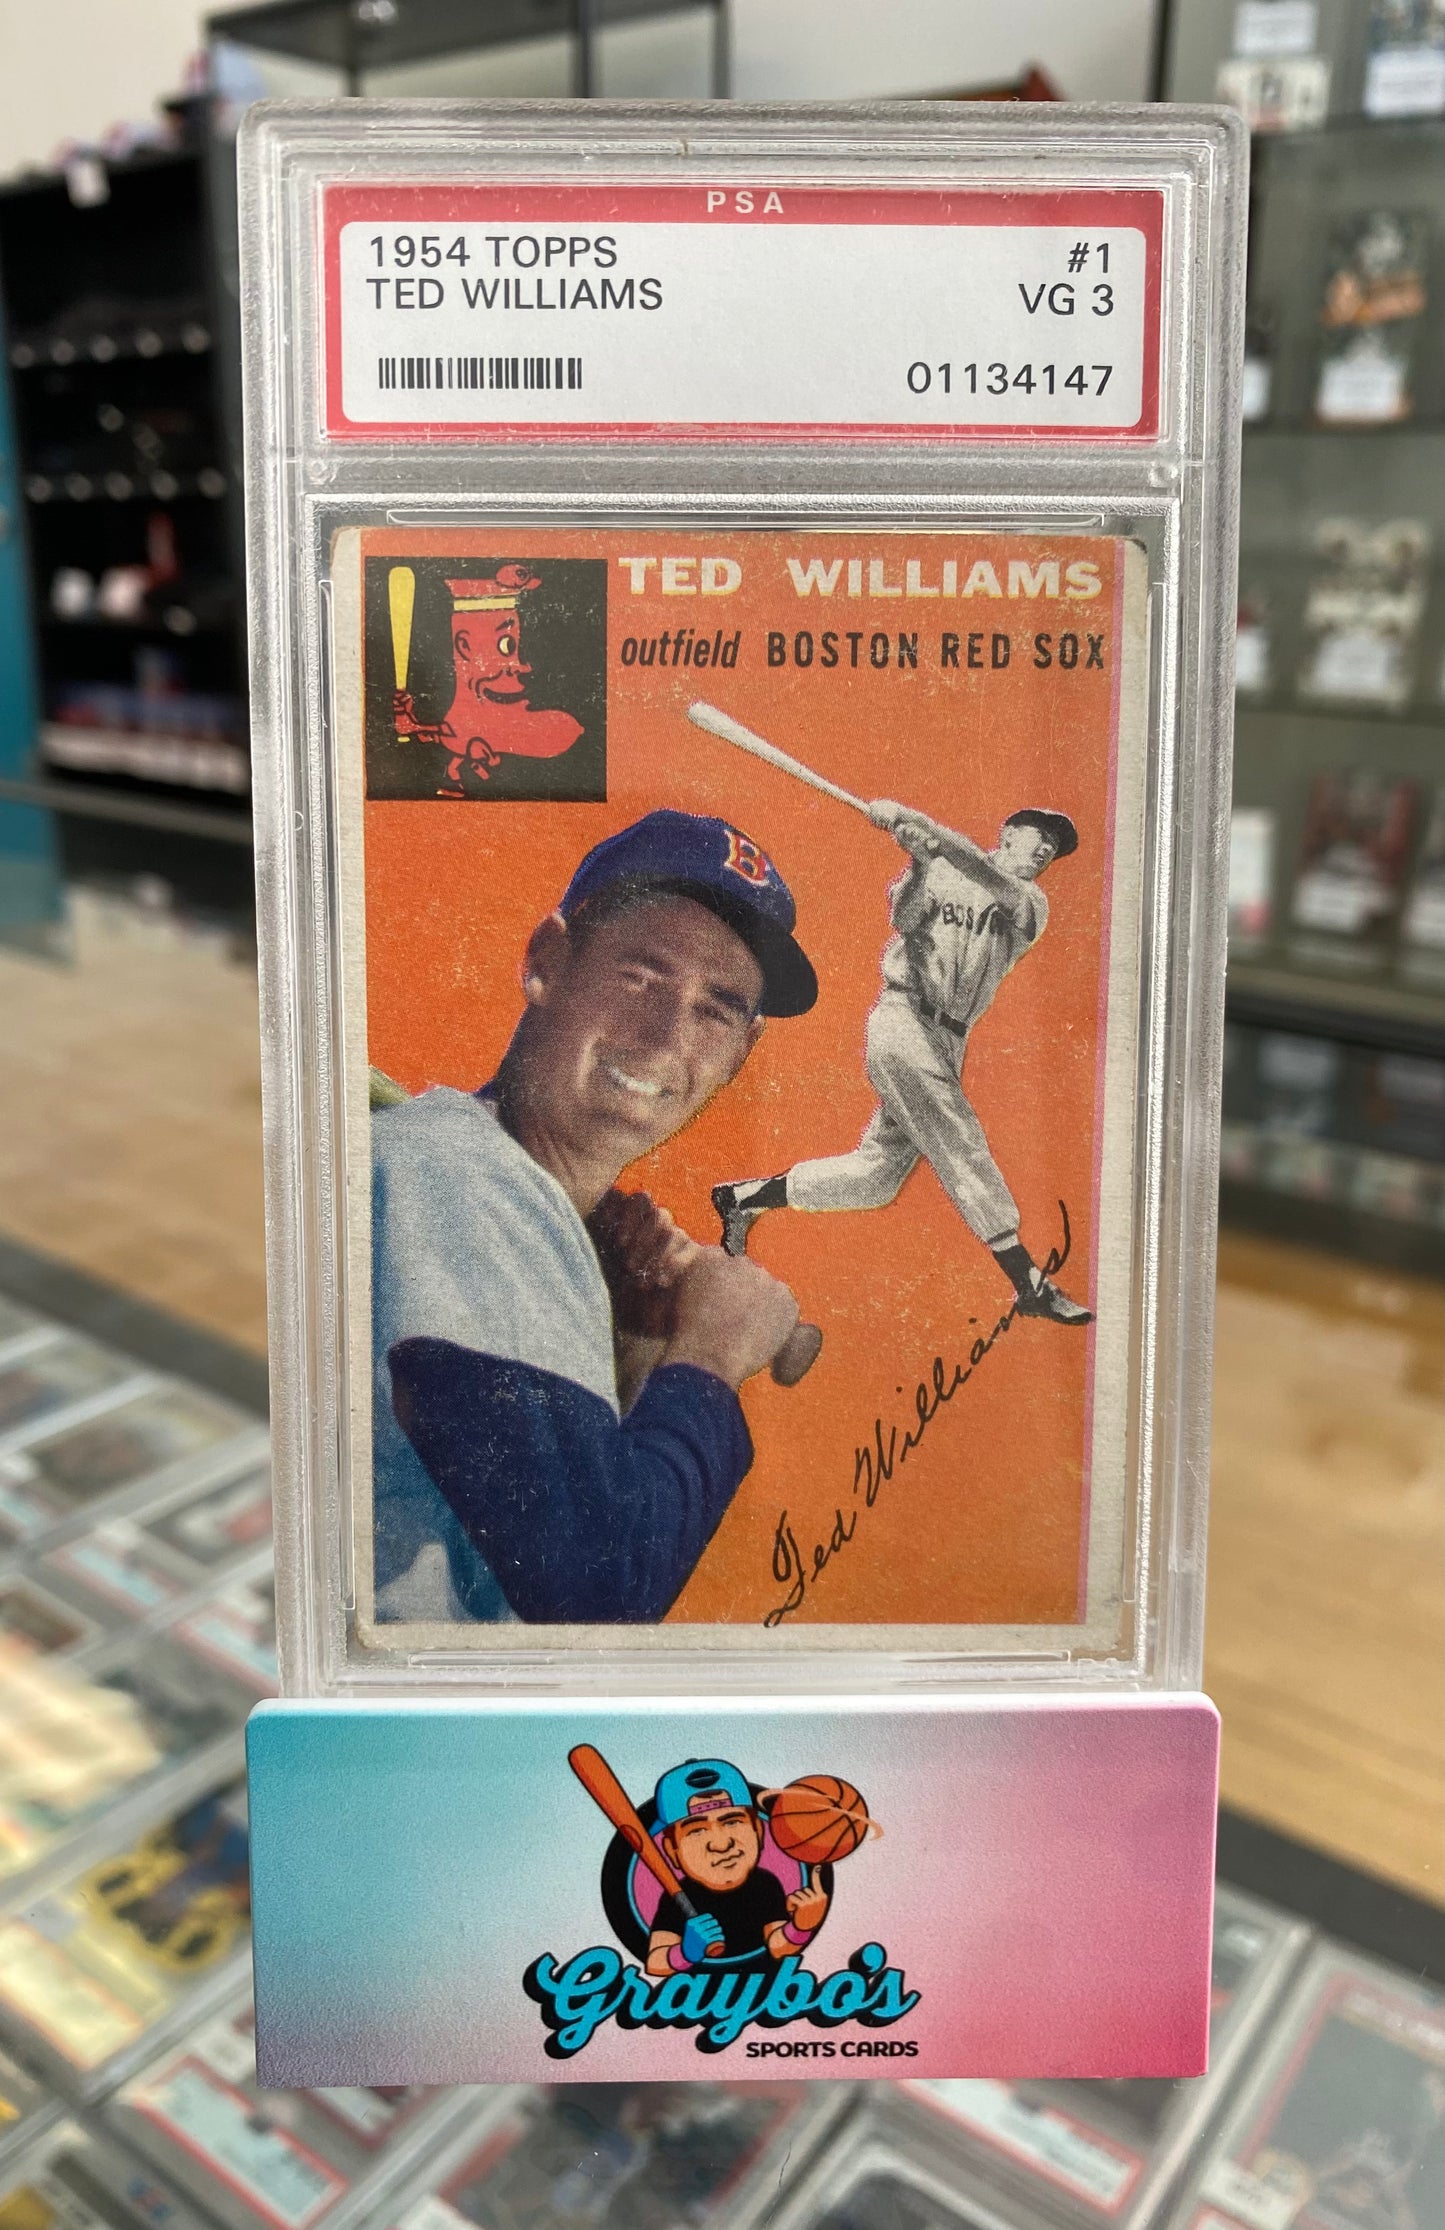 PSA
1954 TOPPS #1
TED WILLIAMS VG 3
01134147
TED WILLIAMS
outfield BOSTON RED SOX
B
BOSTON
Ted Williams
Graybo's
SPORTS CARDS